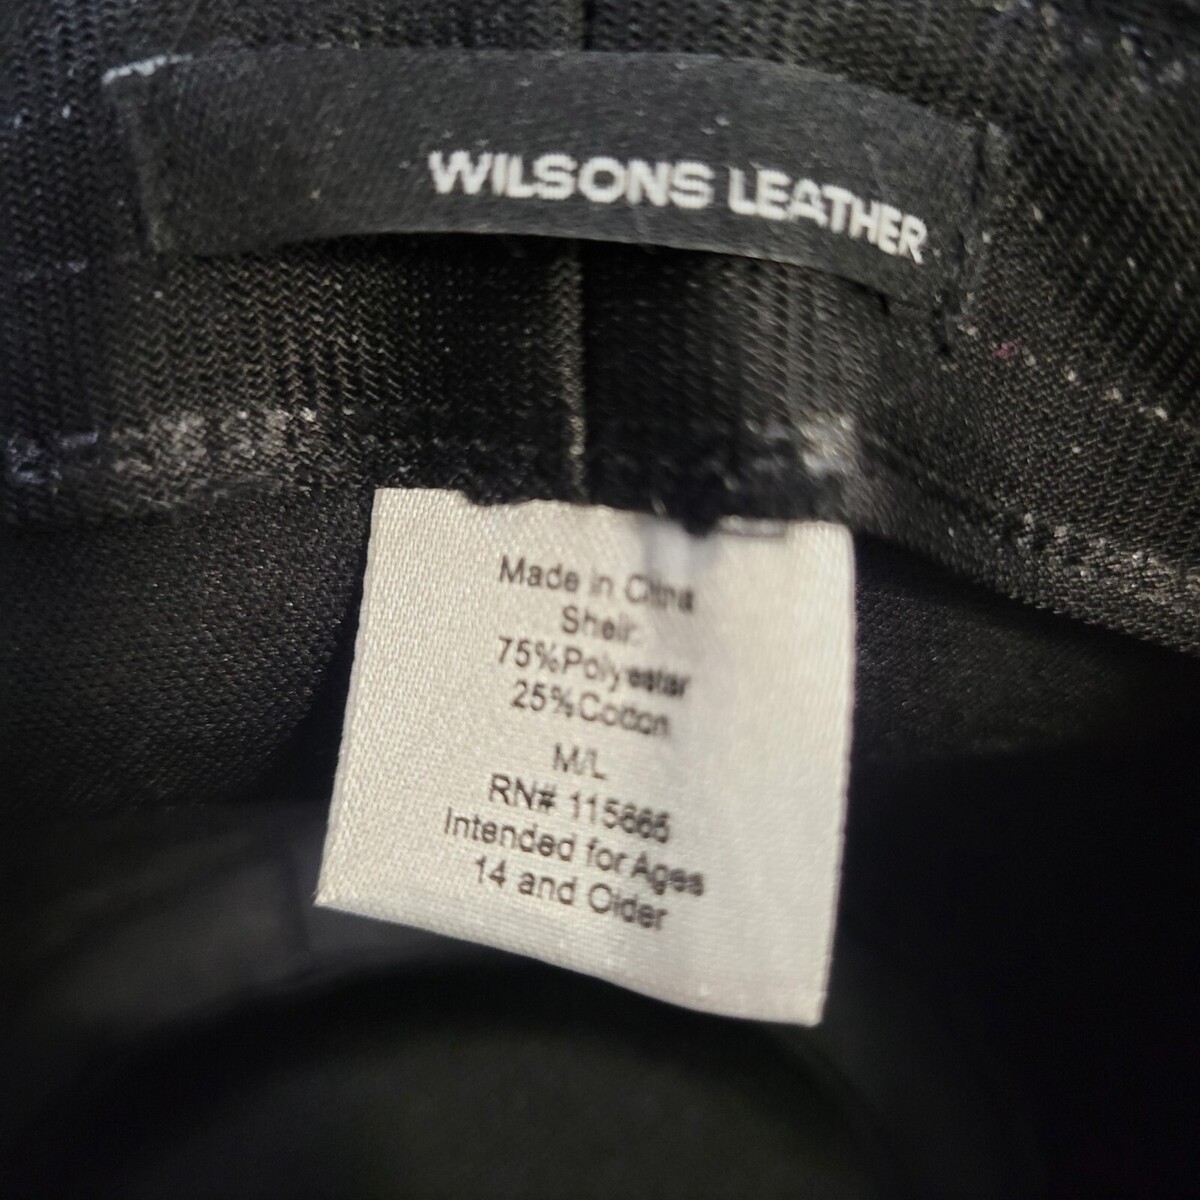 WILSONS LEATHER
Made in China
Shell:
75%Polyester
25%Cotton
M/L
RN# 115665
Intended for Ages
14 and Older